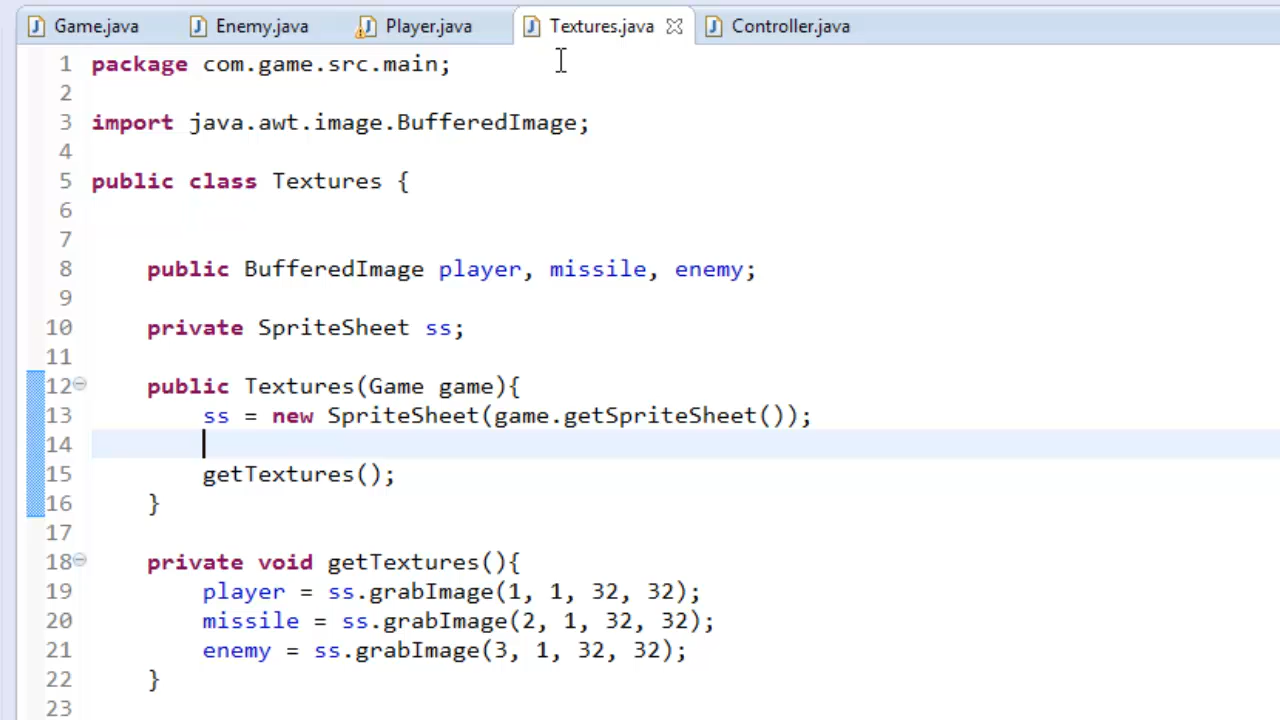 Game.java Enemy.java Player.java Textures.java Controller.java
1 package com.game.src.main;
2
3 import java.awt.image.BufferedImage;
4
5 public class Textures {
6
7
8 public BufferedImage player, missile, enemy;
9
10 private SpriteSheet ss;
11
12 public Textures(Game game){
13 ss = new SpriteSheet(game.getSpriteSheet());
14
15 getTextures();
16 }
17
18 private void getTextures(){
19 player = ss.grabImage(1, 1, 32, 32);
20 missile = ss.grabImage(2, 1, 32, 32);
21 enemy = ss.grabImage(3, 1, 32, 32);
22 }
23